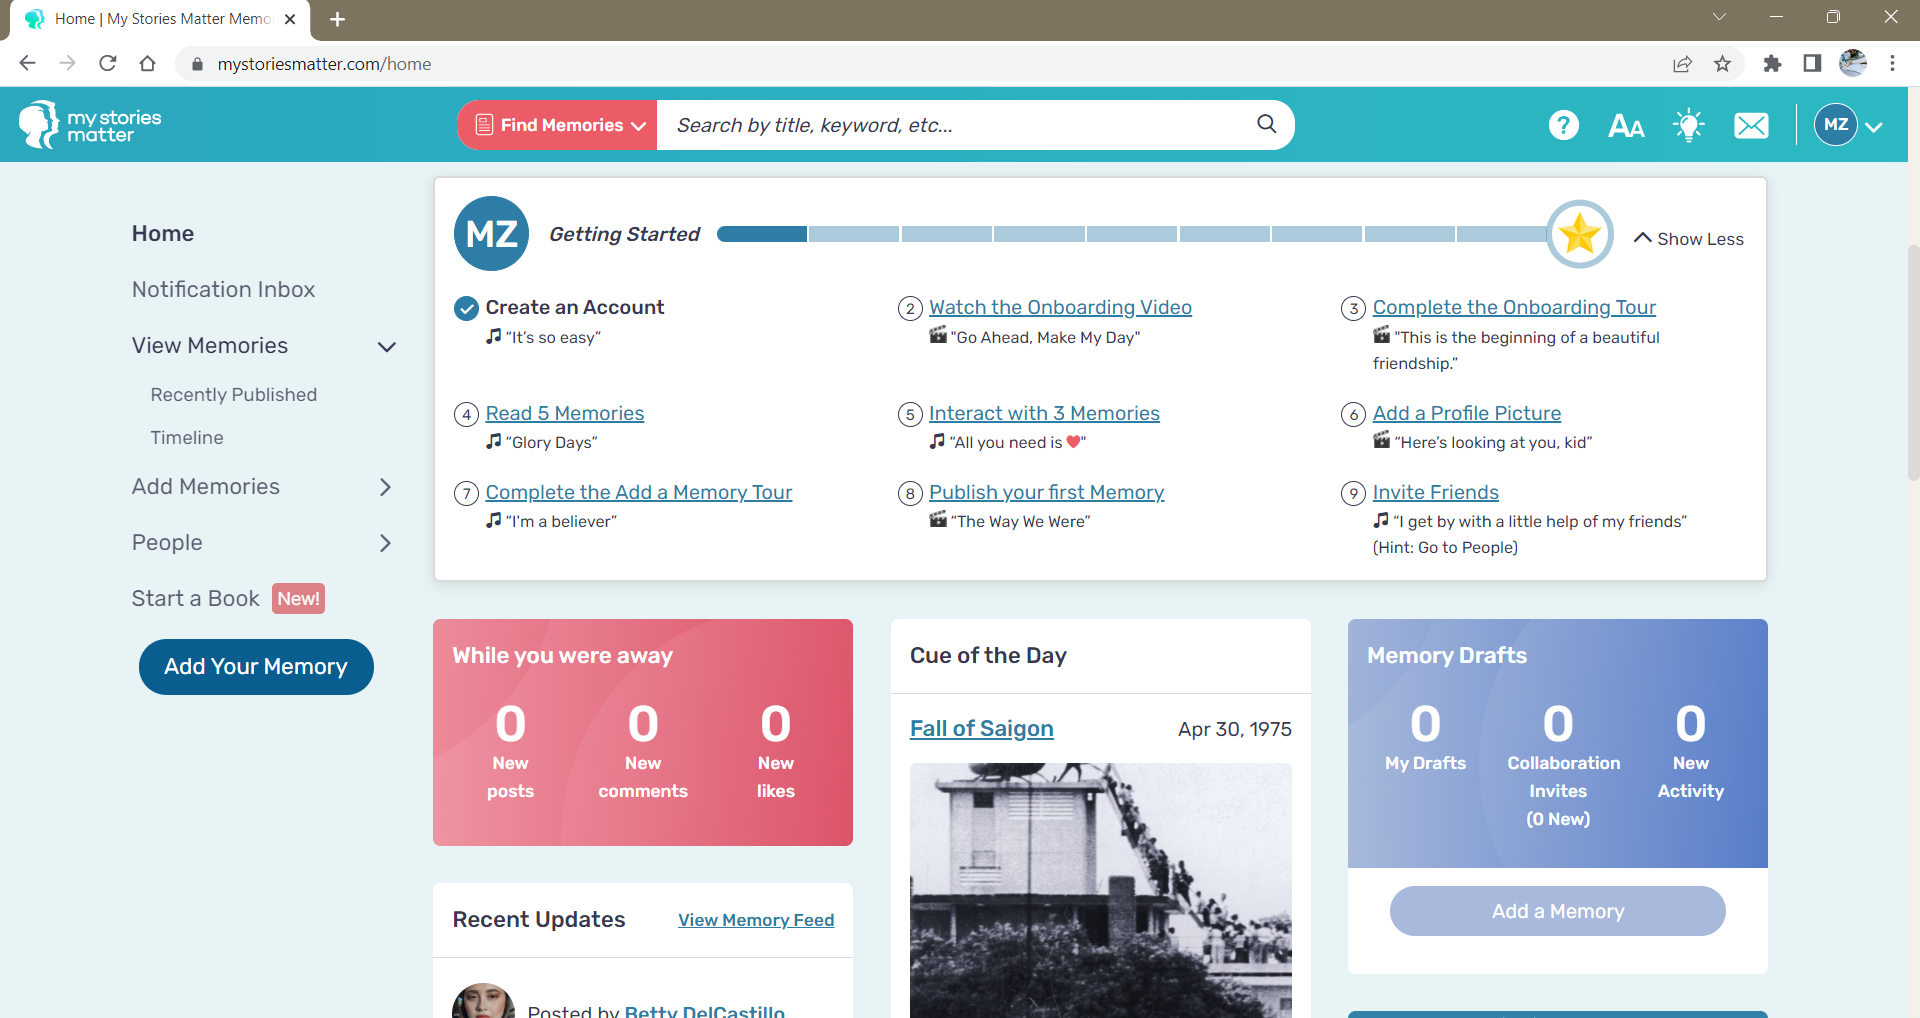 Home | My Stories Matter Memo
mystoriesmatter.com/home
my stories
matter
Find Memories
Search by title, keyword, etc...
?
AA
MZ
Home
Notification Inbox
View Memories
Recently Published
Timeline
Add Memories
People
Start a Book New!
Add Your Memory
MZ
Getting Started
Show Less
Create an Account
“It’s so easy”
2 Watch the Onboarding Video
"Go Ahead, Make My Day"
3 Complete the Onboarding Tour
"This is the beginning of a beautiful
friendship.”
4 Read 5 Memories
“Glory Days”
5 Interact with 3 Memories
“All you need is ❤️"
6 Add a Profile Picture
“Here’s looking at you, kid”
7 Complete the Add a Memory Tour
“I'm a believer”
8 Publish your first Memory
“The Way We Were”
9 Invite Friends
“I get by with a little help of my friends”
(Hint: Go to People)
While you were away
0 0 0
New New New
posts comments likes
Recent Updates View Memory Feed
Posted by Betty DelCastillo
Cue of the Day
Fall of Saigon Apr 30, 1975
Memory Drafts
0 0 0
My Drafts Collaboration New
Invites Activity
(0 New)
Add a Memory